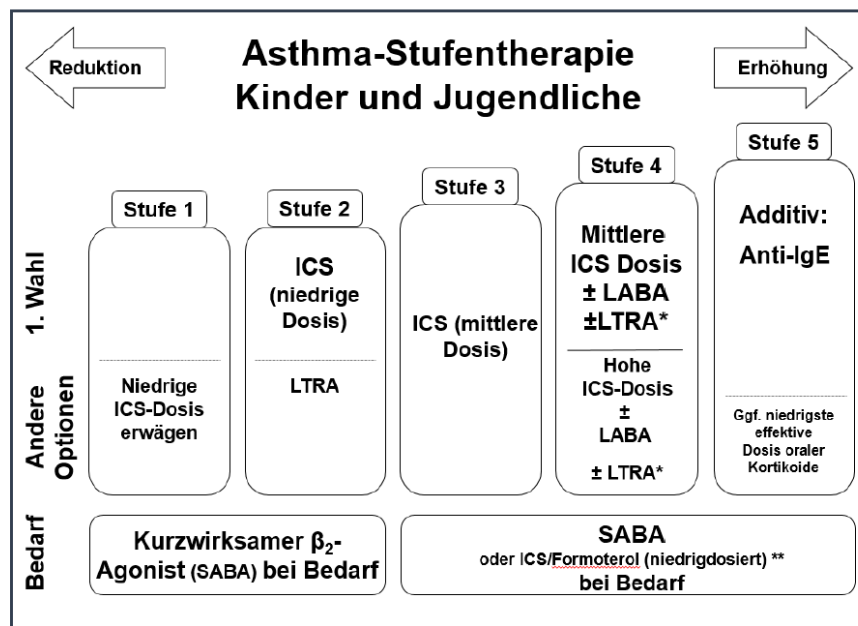 Asthma-Stufentherapie
Kinder und Jugendliche
Reduktion
Erhöhung
1. Wahl
Andere
Optionen
Bedarf
Stufe 1
Niedrige
ICS-Dosis
erwägen
Stufe 2
ICS
(niedrige
Dosis)
LTRA
Stufe 3
ICS (mittlere
Dosis)
Stufe 4
Mittlere
ICS Dosis
± LABA
±LTRA*
Hohe
ICS-Dosis
±
LABA
± LTRA*
Stufe 5
Additiv:
Anti-IgE
Ggf. niedrigste
effektive
Dosis oraler
Kortikoide
Kurzwirksamer β₂-
Agonist (SABA) bei Bedarf
SABA
oder ICS/Formoterol (niedrigdosiert) **
bei Bedarf